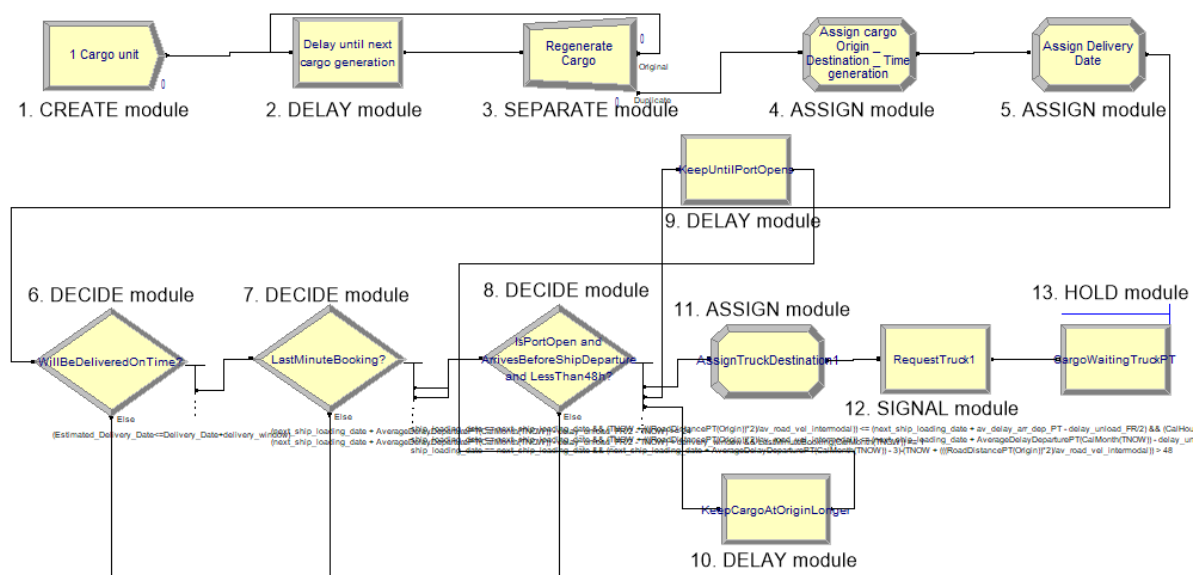 1 Cargo unit
Delay until next
cargo generation
Regenerate
Cargo
Original
Duplicate
Assign cargo
Origin _
Destination _ Time
generation
Assign Delivery
Date
1. CREATE module
2. DELAY module
3. SEPARATE module
4. ASSIGN module
5. ASSIGN module
KeepUntilPortOpens
9. DELAY module
6. DECIDE module
7. DECIDE module
8. DECIDE module
11. ASSIGN module
13. HOLD module
WillBeDeliveredOnTime?
LastMinuteBooking?
IsPortOpen and
ArrivesBeforeShipDeparture
and LessThan48h?
AssignTruckDestination1
RequestTruck1
CargoWaitingTruckPT
12. SIGNAL module
Else
Else
Else
(Estimated_Delivery_Date<=Delivery_Date+delivery_window)
ship_loading_date == next_ship_loading_date && (next_ship_loading_date + AverageDelayDeparturePT(CalMonth(TNOW)) - 3)-(TNOW + (((RoadDistancePT(Origin))*2)/av_road_vel_intermodal)) > 48
KeepCargoAtOriginLonger
10. DELAY module